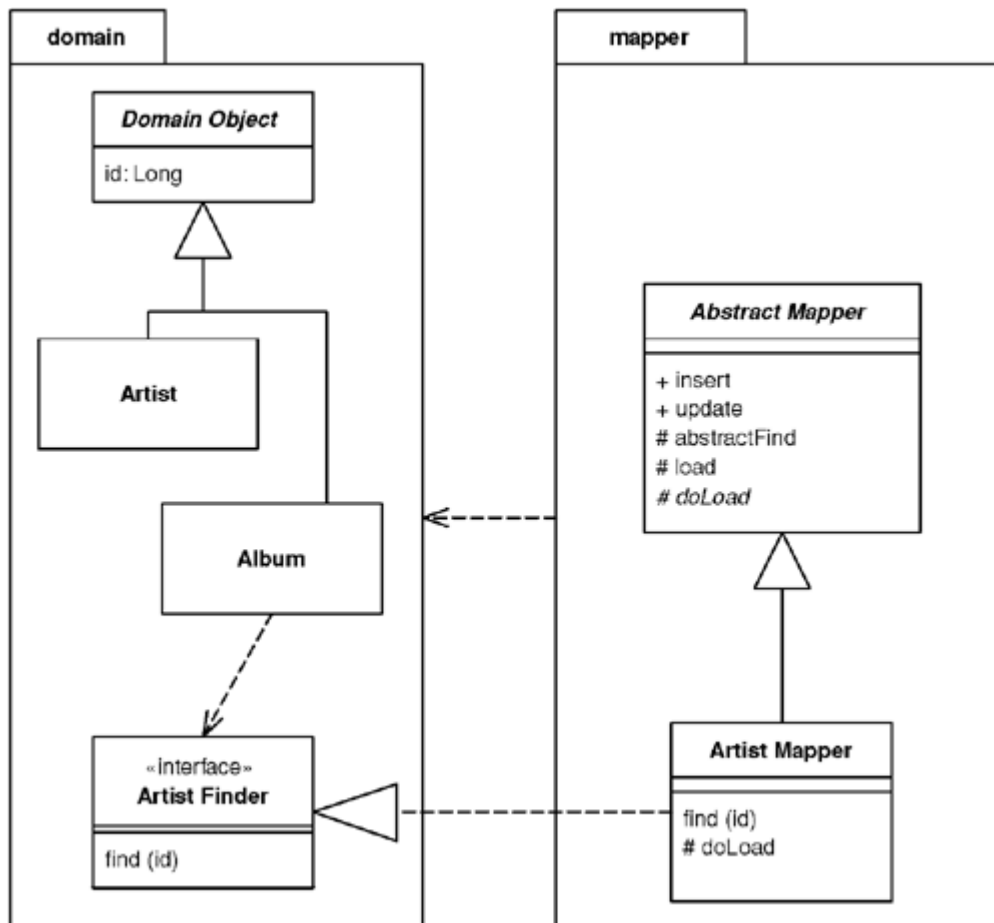 domain
Domain Object
id: Long
Artist
Album
«interface»
Artist Finder
find (id)
mapper
Abstract Mapper
+ insert
+ update
# abstractFind
# load
# doLoad
Artist Mapper
find (id)
# doLoad